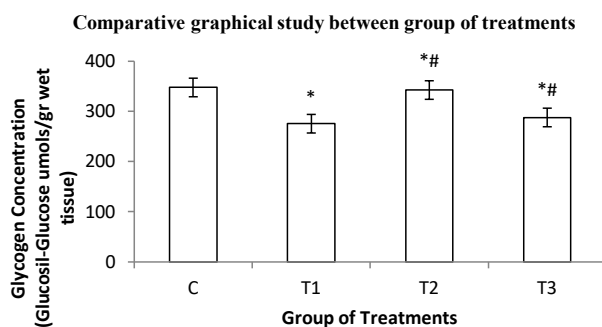 Comparative graphical study between group of treatments
Glycogen Concentration
(Glucosil-Glucose umols/gr wet
tissue)
400
300
200
100
0
*
*#
*#
C T1 T2 T3
Group of Treatments